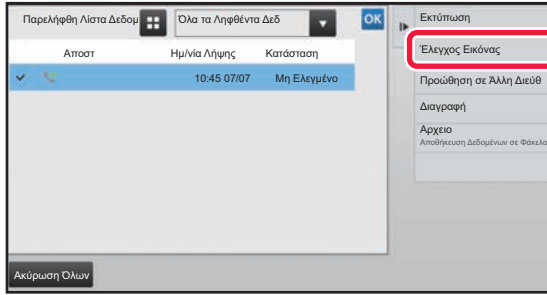 Παρελήφθη Λίστα Δεδομ
Όλα τα Ληφθέντα Δεδ
OK
Αποστ
Ημ/νία Λήψης
Κατάσταση
10:45 07/07
Μη Ελεγμένο
Εκτύπωση
Έλεγχος Εικόνας
Προώθηση σε Άλλη Διεύθ
Διαγραφή
Αρχειο
Αποθήκευση Δεδομένων σε Φάκελο
Ακύρωση Όλων